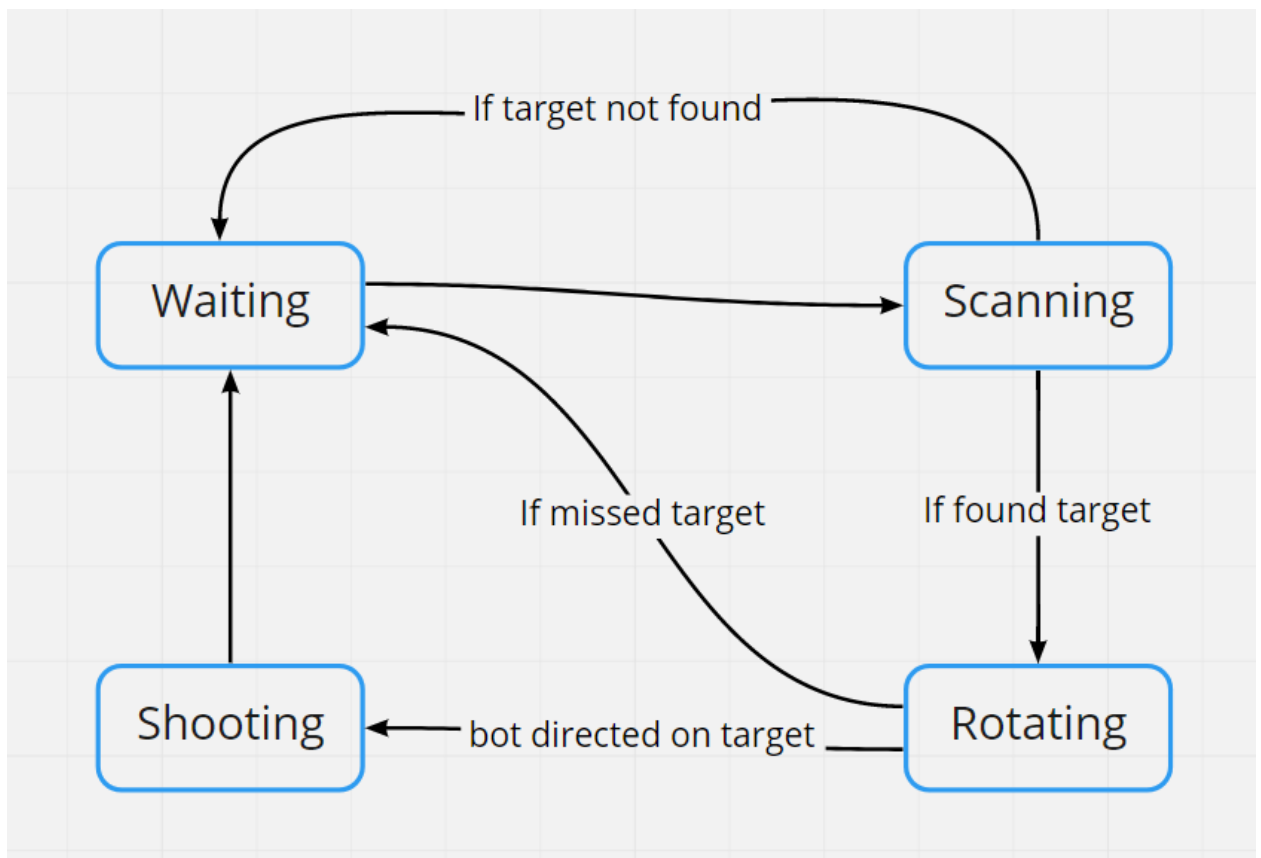 If target not found
Waiting
Scanning
If missed target
If found target
Shooting
bot directed on target
Rotating